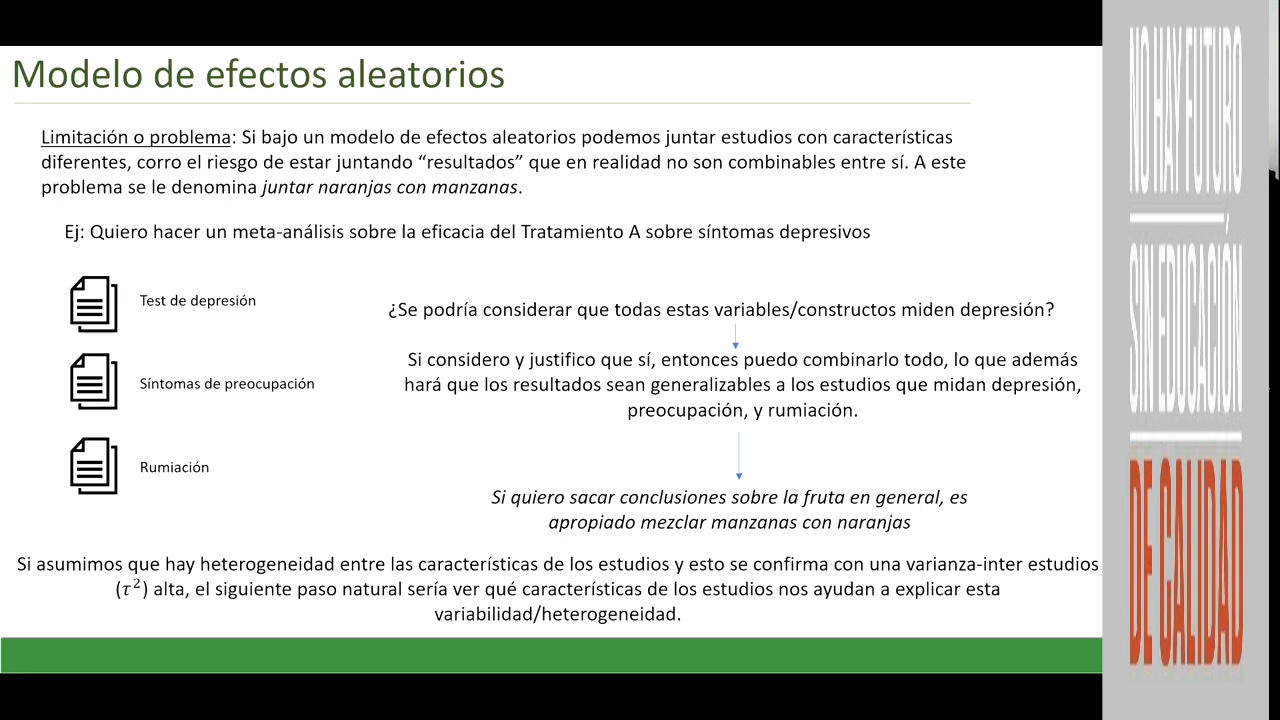 Modelo de efectos aleatorios
Limitación o problema: Si bajo un modelo de efectos aleatorios podemos juntar estudios con características
diferentes, corro el riesgo de estar juntando “resultados” que en realidad no son combinables entre sí. A este
problema se le denomina juntar naranjas con manzanas.
Ej: Quiero hacer un meta-análisis sobre la eficacia del Tratamiento A sobre síntomas depresivos
Test de depresión
Síntomas de preocupación
Rumiación
¿Se podría considerar que todas estas variables/constructos miden depresión?
Si considero y justifico que sí, entonces puedo combinarlo todo, lo que además
hará que los resultados sean generalizables a los estudios que midan depresión,
preocupación, y rumiación.
Si quiero sacar conclusiones sobre la fruta en general, es
apropiado mezclar manzanas con naranjas
Si asumimos que hay heterogeneidad entre las características de los estudios y esto se confirma con una varianza-inter estudios
(τ²) alta, el siguiente paso natural sería ver qué características de los estudios nos ayudan a explicar esta
variabilidad/heterogeneidad.
NO HAY FUTURO
SIN EDUCACIÓN
DE CALIDAD